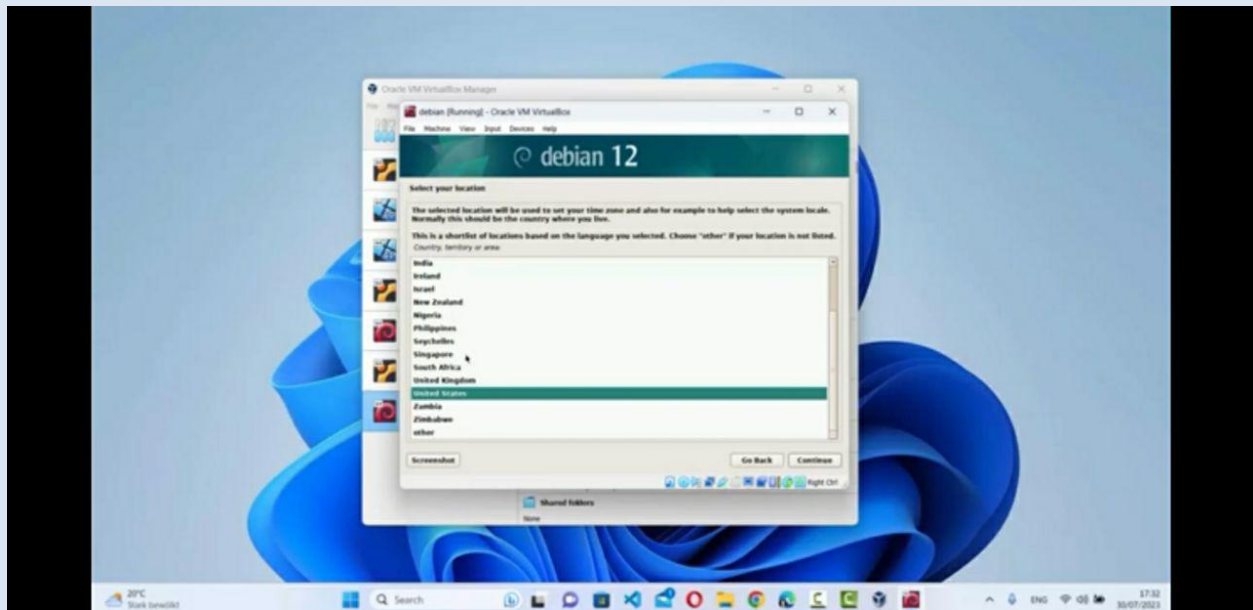 Oracle VM VirtualBox Manager
debian [Running] - Oracle VM VirtualBox
File Machine View Input Devices Help
debian 12
Select your location
The selected location will be used to set your time zone and also for example to help select the system locale.
Normally this should be the country where you live.
This is a shortlist of locations based on the language you selected. Choose "other" if your location is not listed.
Country, territory or area:
India
Ireland
Israel
New Zealand
Nigeria
Philippines
Seychelles
Singapore
South Africa
United Kingdom
United States
Zambia
Zimbabwe
other
Screenshot
Go Back
Continue
Right Ctrl
Shared folders
None
20°C
Stark bewölkt
Search
ENG
17:32
30/07/2023